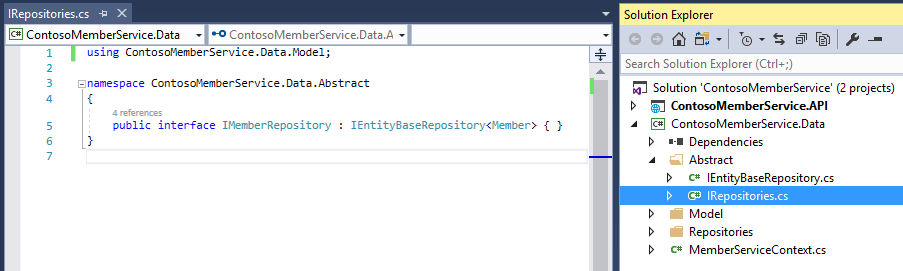 IRepositories.cs
ContosoMemberService.Data
ContosoMemberService.Data.A
1 using ContosoMemberService.Data.Model;
2
3 namespace ContosoMemberService.Data.Abstract
4 {
4 references
5 public interface IMemberRepository : IEntityBaseRepository<Member> { }
6 }
7
Solution Explorer
Search Solution Explorer (Ctrl+;)
Solution 'ContosoMemberService' (2 projects)
ContosoMemberService.API
C# ContosoMemberService.Data
Dependencies
Abstract
C# IEntityBaseRepository.cs
C# IRepositories.cs
Model
Repositories
C# MemberServiceContext.cs